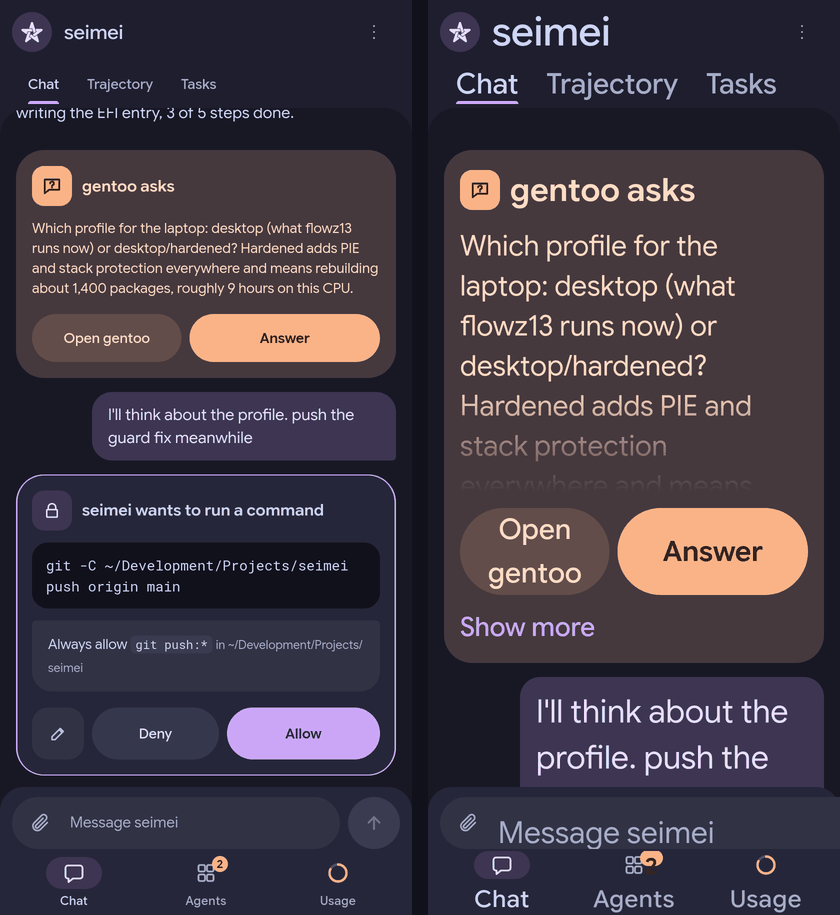 seimei
Chat Trajectory Tasks
writing the EFI entry, 3 of 5 steps done.
gentoo asks
Which profile for the laptop: desktop (what flowz13
runs now) or desktop/hardened? Hardened adds PIE
and stack protection everywhere and means rebuilding
about 1,400 packages, roughly 9 hours on this CPU.
Open gentoo Answer
I'll think about the profile. push the
guard fix meanwhile
seimei wants to run a command
git -C ~/Development/Projects/seimei
push origin main
Always allow git push:* in ~/Development/Projects/
seimei
Deny Allow
Message seimei
2
Chat Agents Usage
seimei
Chat Trajectory Tasks
gentoo asks
Which profile for the
laptop: desktop (what
flowz13 runs now) or
desktop/hardened?
Hardened adds PIE and
stack protection
everywhere and means
Open
gentoo
Answer
Show more
I'll think about the
profile. push the
Message seimei
2
Chat Agents Usage